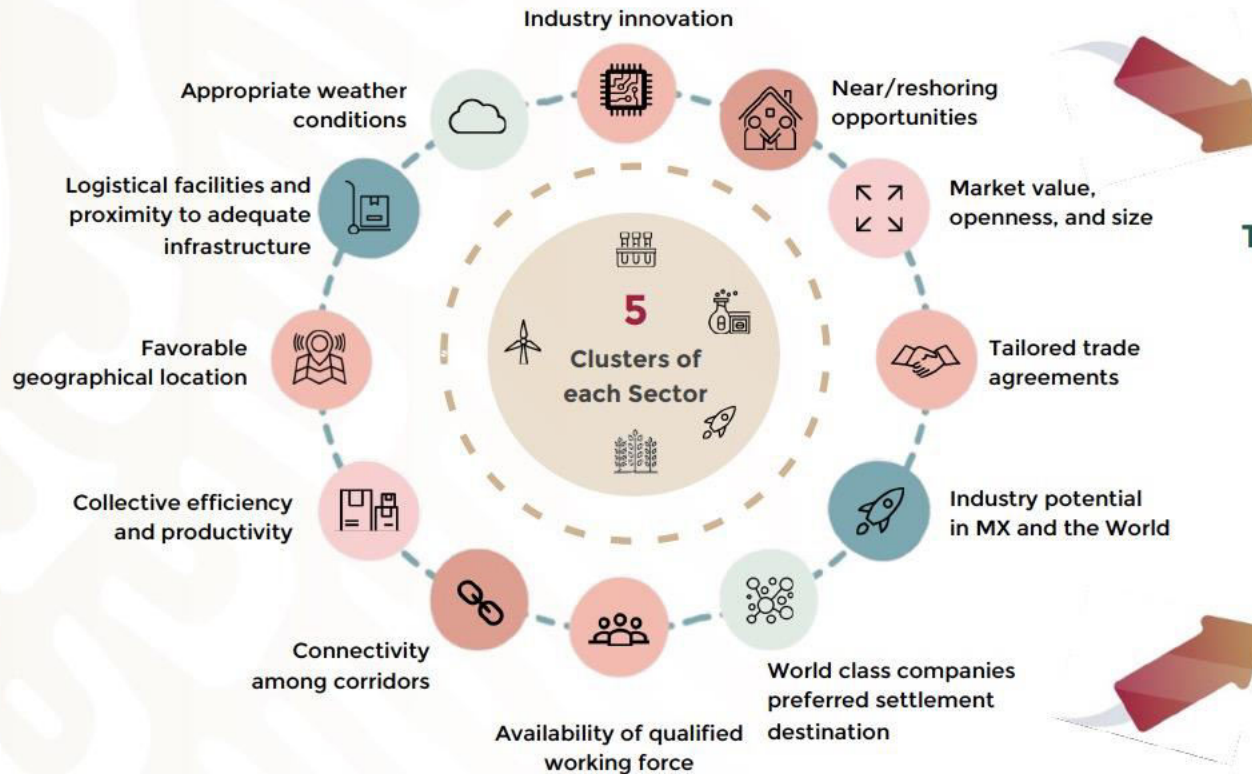 Industry innovation
Near/reshoring
opportunities
Market value,
openness, and size
Tailored trade
agreements
Industry potential
in MX and the World
World class companies
preferred settlement
destination
Availability of qualified
working force
Connectivity
among corridors
Collective efficiency
and productivity
Favorable
geographical location
Logistical facilities and
proximity to adequate
infrastructure
Appropriate weather
conditions
5
Clusters of
each Sector
T